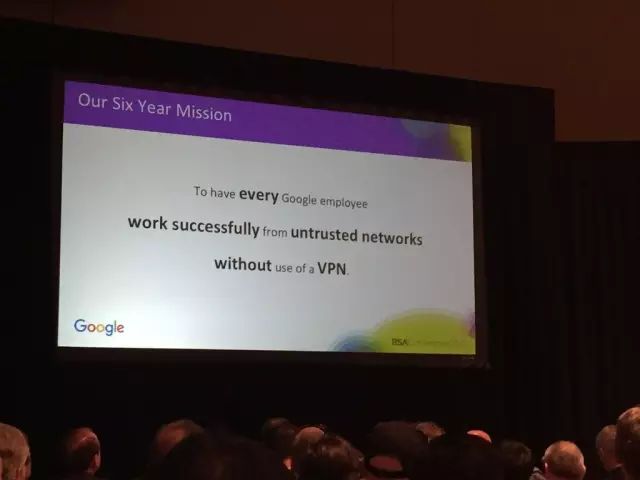 Our Six Year Mission
To have every Google employee
work successfully from untrusted networks
without use of a VPN.
Google
RSA